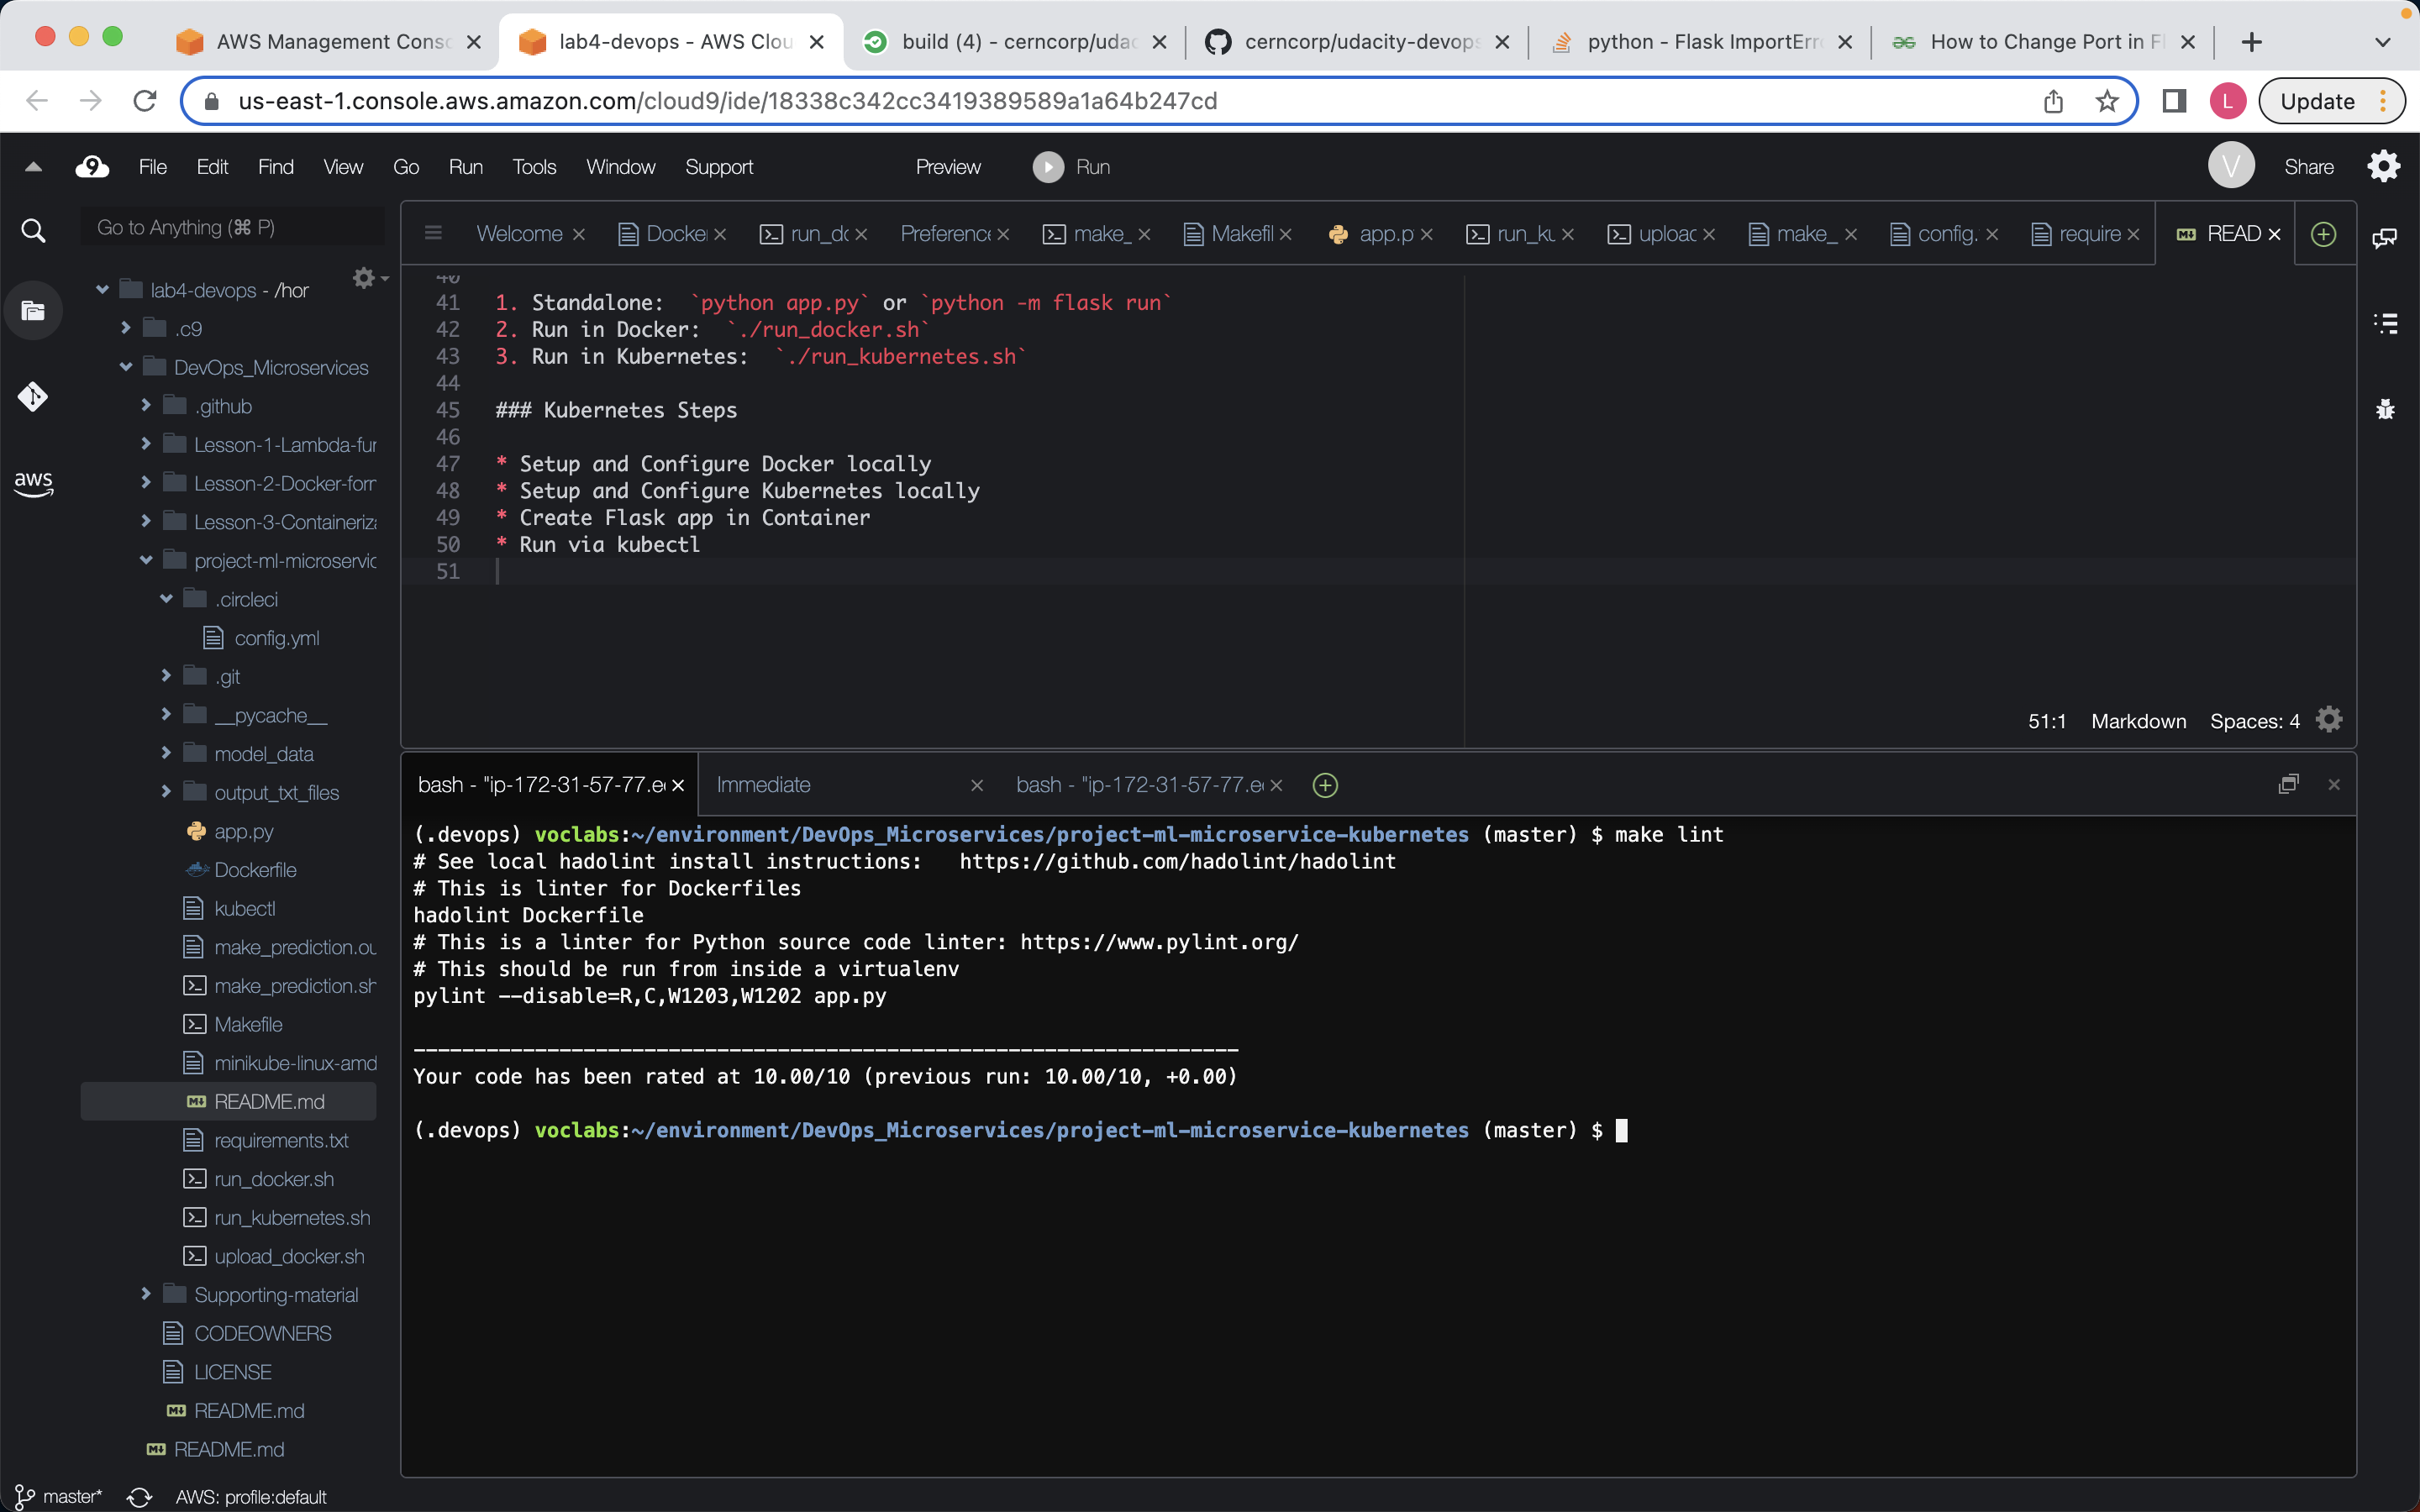 AWS Management Consc
lab4-devops - AWS Clou
build (4) - cerncorp/udac
cerncorp/udacity-devops
python - Flask ImportErr
How to Change Port in Fl
us-east-1.console.aws.amazon.com/cloud9/ide/18338c342cc3419389589a1a64b247cd
L
Update
9
File Edit Find View Go Run Tools Window Support Preview Run
V
Share
Go to Anything (⌘ P)
Welcome
Docker
run_dc
Preference
make_
Makefil
app.p
run_ku
upload
make_
config.
require
READ
lab4-devops - /hor
.c9
DevOps_Microservices
.github
Lesson-1-Lambda-fun
Lesson-2-Docker-form
Lesson-3-Containeriza
project-ml-microservic
.circleci
config.yml
.git
__pycache__
model_data
output_txt_files
app.py
Dockerfile
kubectl
make_prediction.ou
make_prediction.sh
Makefile
minikube-linux-amd
README.md
requirements.txt
run_docker.sh
run_kubernetes.sh
upload_docker.sh
Supporting-material
CODEOWNERS
LICENSE
README.md
README.md
aws
40
41 1. Standalone: `python app.py` or `python -m flask run`
42 2. Run in Docker: `./run_docker.sh`
43 3. Run in Kubernetes: `./run_kubernetes.sh`
44
45 ### Kubernetes Steps
46
47 * Setup and Configure Docker locally
48 * Setup and Configure Kubernetes locally
49 * Create Flask app in Container
50 * Run via kubectl
51
51:1 Markdown Spaces: 4
bash - "ip-172-31-57-77.ec
Immediate
bash - "ip-172-31-57-77.ec
(.devops) voclabs:~/environment/DevOps_Microservices/project-ml-microservice-kubernetes (master) $ make lint
# See local hadolint install instructions:   https://github.com/hadolint/hadolint
# This is linter for Dockerfiles
hadolint Dockerfile
# This is a linter for Python source code linter: https://www.pylint.org/
# This should be run from inside a virtualenv
pylint --disable=R,C,W1203,W1202 app.py
--------------------------------------------------------------------
Your code has been rated at 10.00/10 (previous run: 10.00/10, +0.00)
(.devops) voclabs:~/environment/DevOps_Microservices/project-ml-microservice-kubernetes (master) $
master* AWS: profile:default